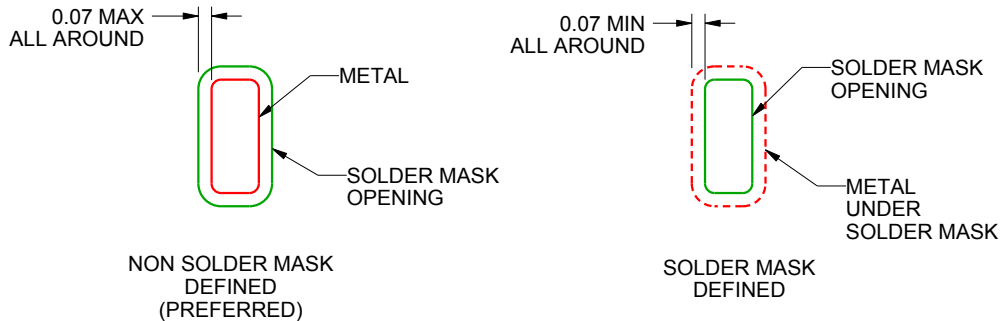 0.07 MAX
ALL AROUND
METAL
SOLDER MASK
OPENING
NON SOLDER MASK
DEFINED
(PREFERRED)
0.07 MIN
ALL AROUND
SOLDER MASK
OPENING
METAL
UNDER
SOLDER MASK
SOLDER MASK
DEFINED